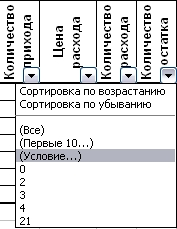 Количество
прихода
Цена
расхода
Количество
расхода
Количество
остатка
Сортировка по возрастанию
Сортировка по убыванию
(Все)
(Первые 10...)
(Условие...)
0
2
3
4
21